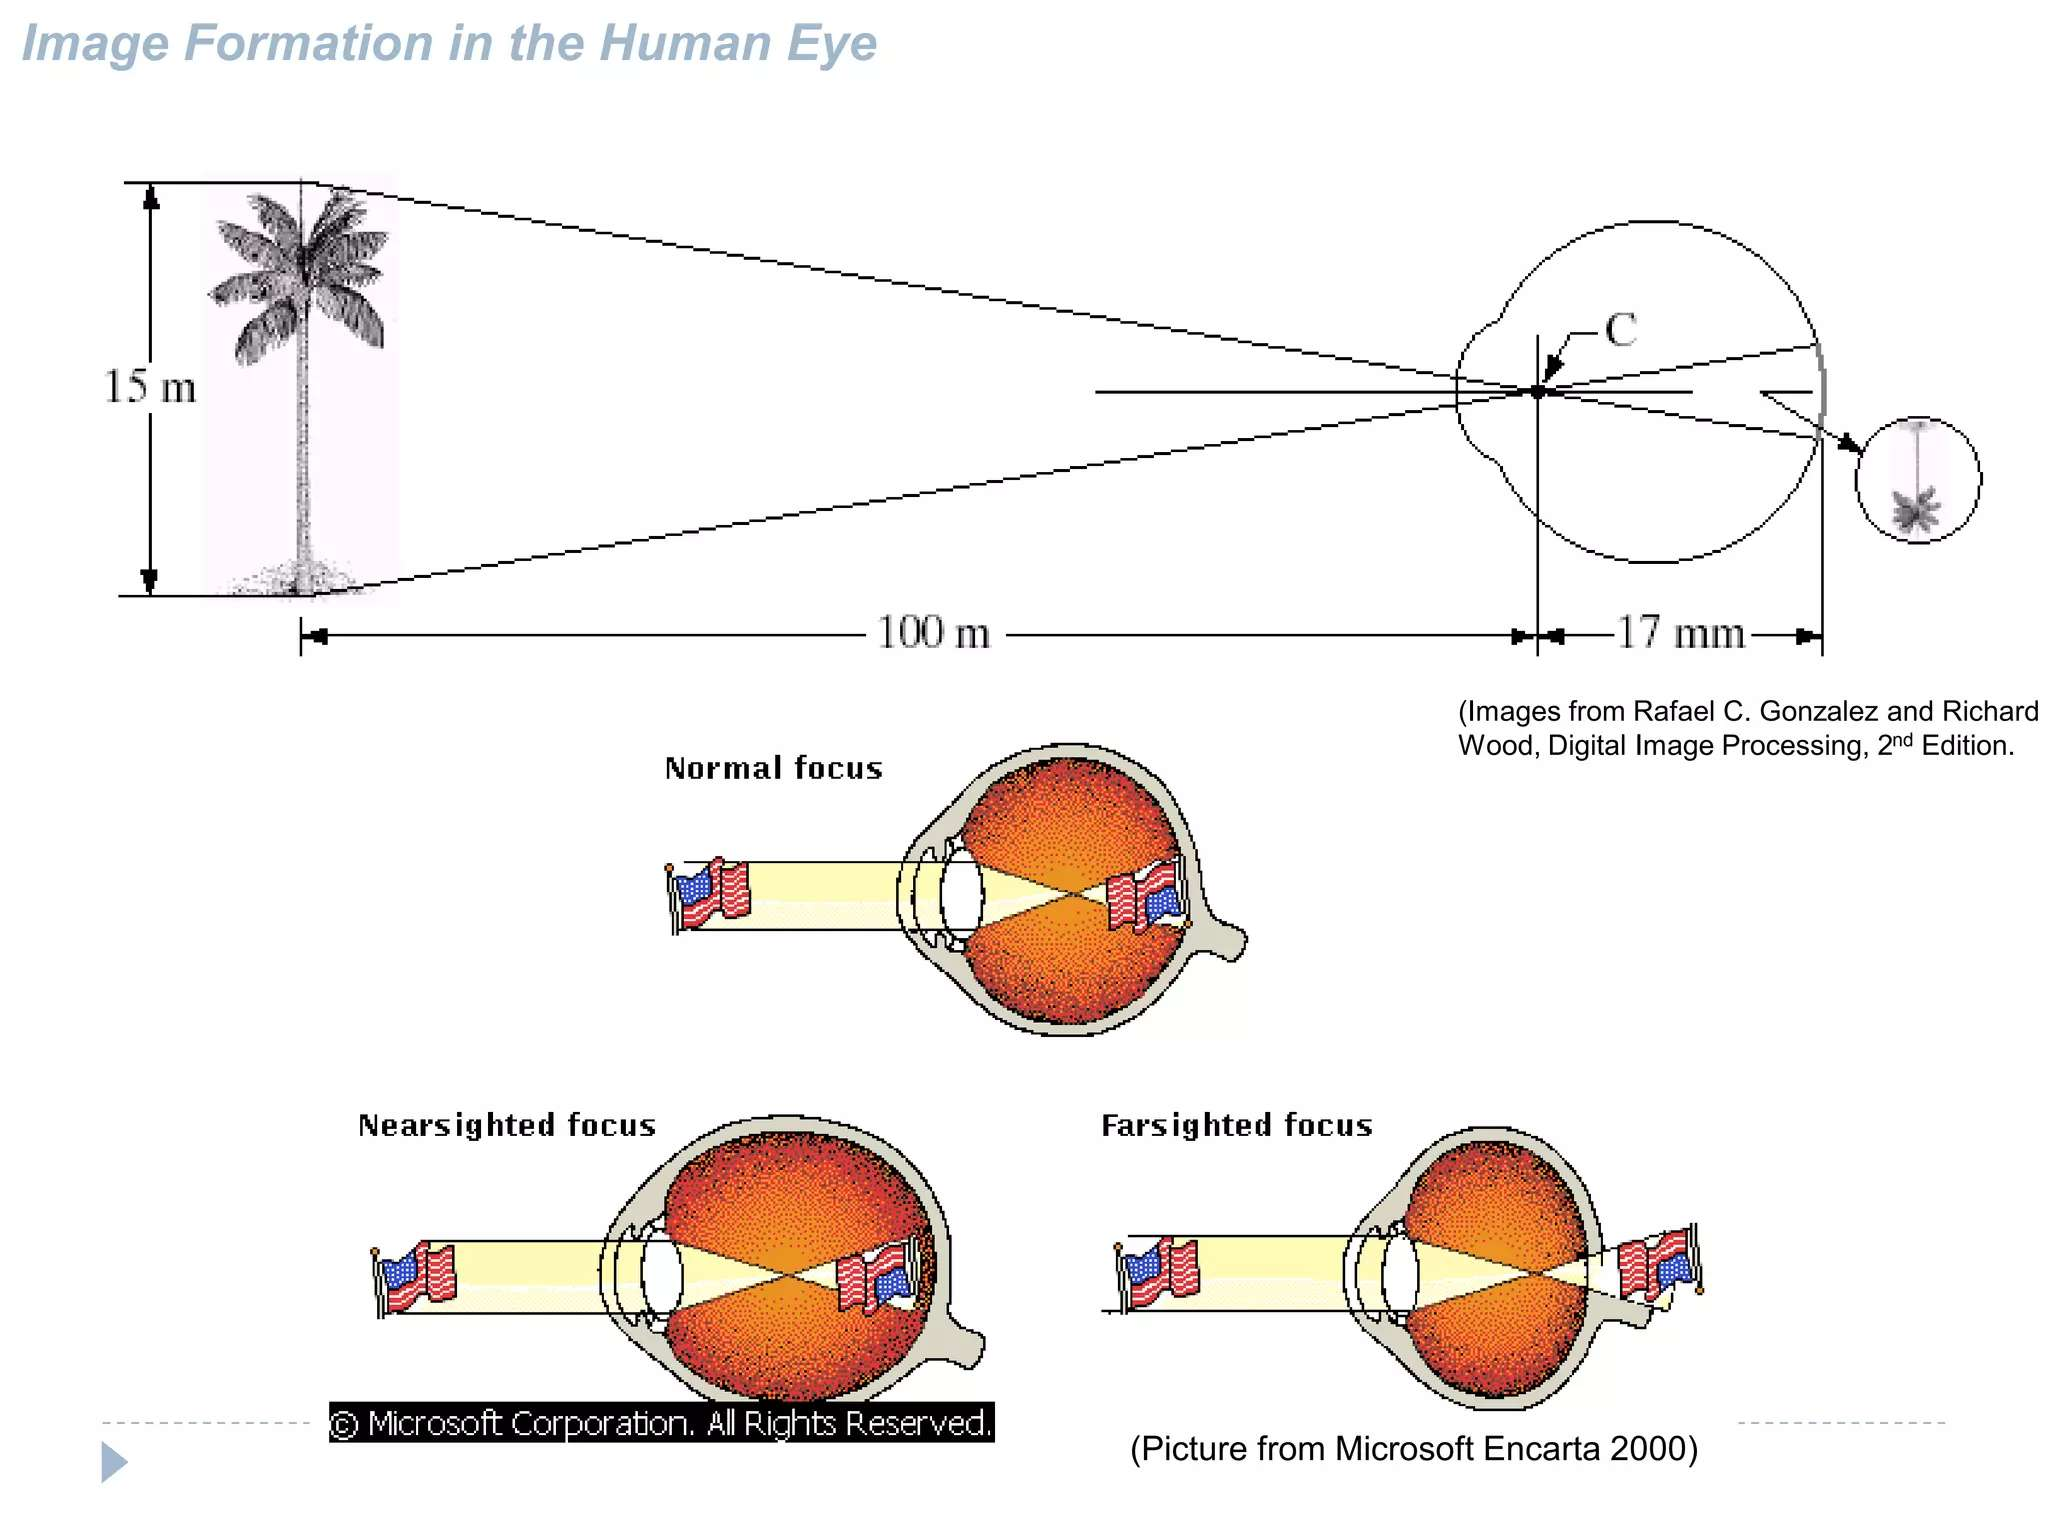 Image Formation in the Human Eye
15 m
C
100 m
17 mm
(Images from Rafael C. Gonzalez and Richard
Wood, Digital Image Processing, 2nd Edition.
Normal focus
Nearsighted focus
Farsighted focus
© Microsoft Corporation. All Rights Reserved.
(Picture from Microsoft Encarta 2000)